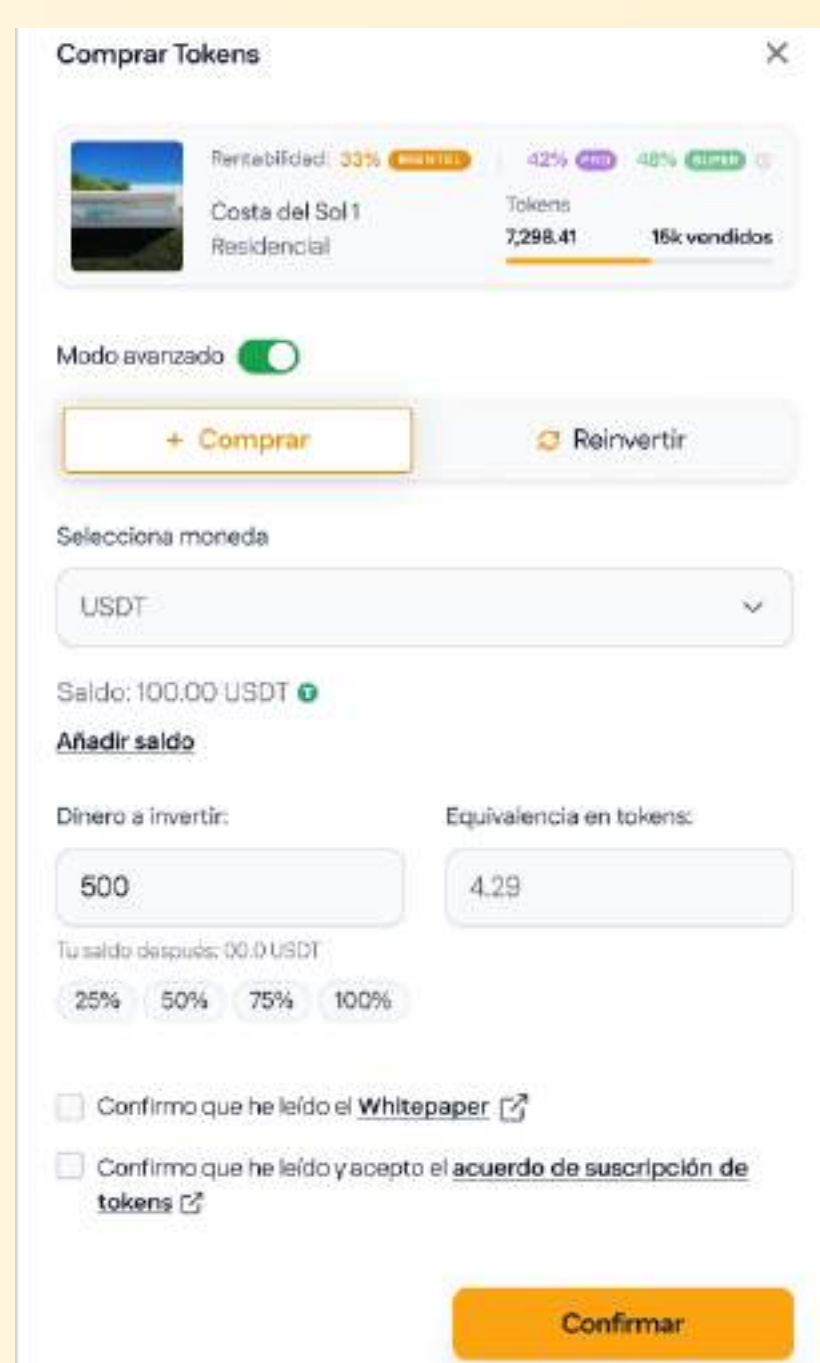 Comprar Tokens
Rentabilidad: 33% 42% PRO 48% SUPER
Costa del Sol 1
Residencial
Tokens
7,298.41 15k vendidos
Modo avanzado
+ Comprar
Reinvertir
Selecciona moneda
USDT
Saldo: 100.00 USDT
Añadir saldo
Dinero a invertir:
500
Equivalencia en tokens:
4.29
Tu saldo después: 00.0 USDT
25% 50% 75% 100%
Confirmo que he leído el Whitepaper
Confirmo que he leído y acepto el acuerdo de suscripción de
tokens
Confirmar